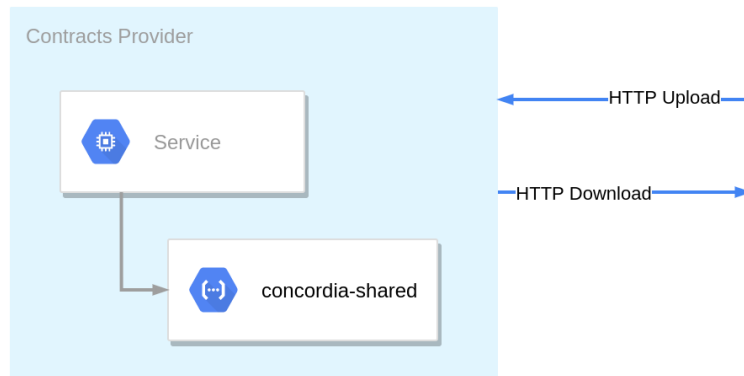 Contracts Provider
HTTP Upload
Service
HTTP Download
concordia-shared